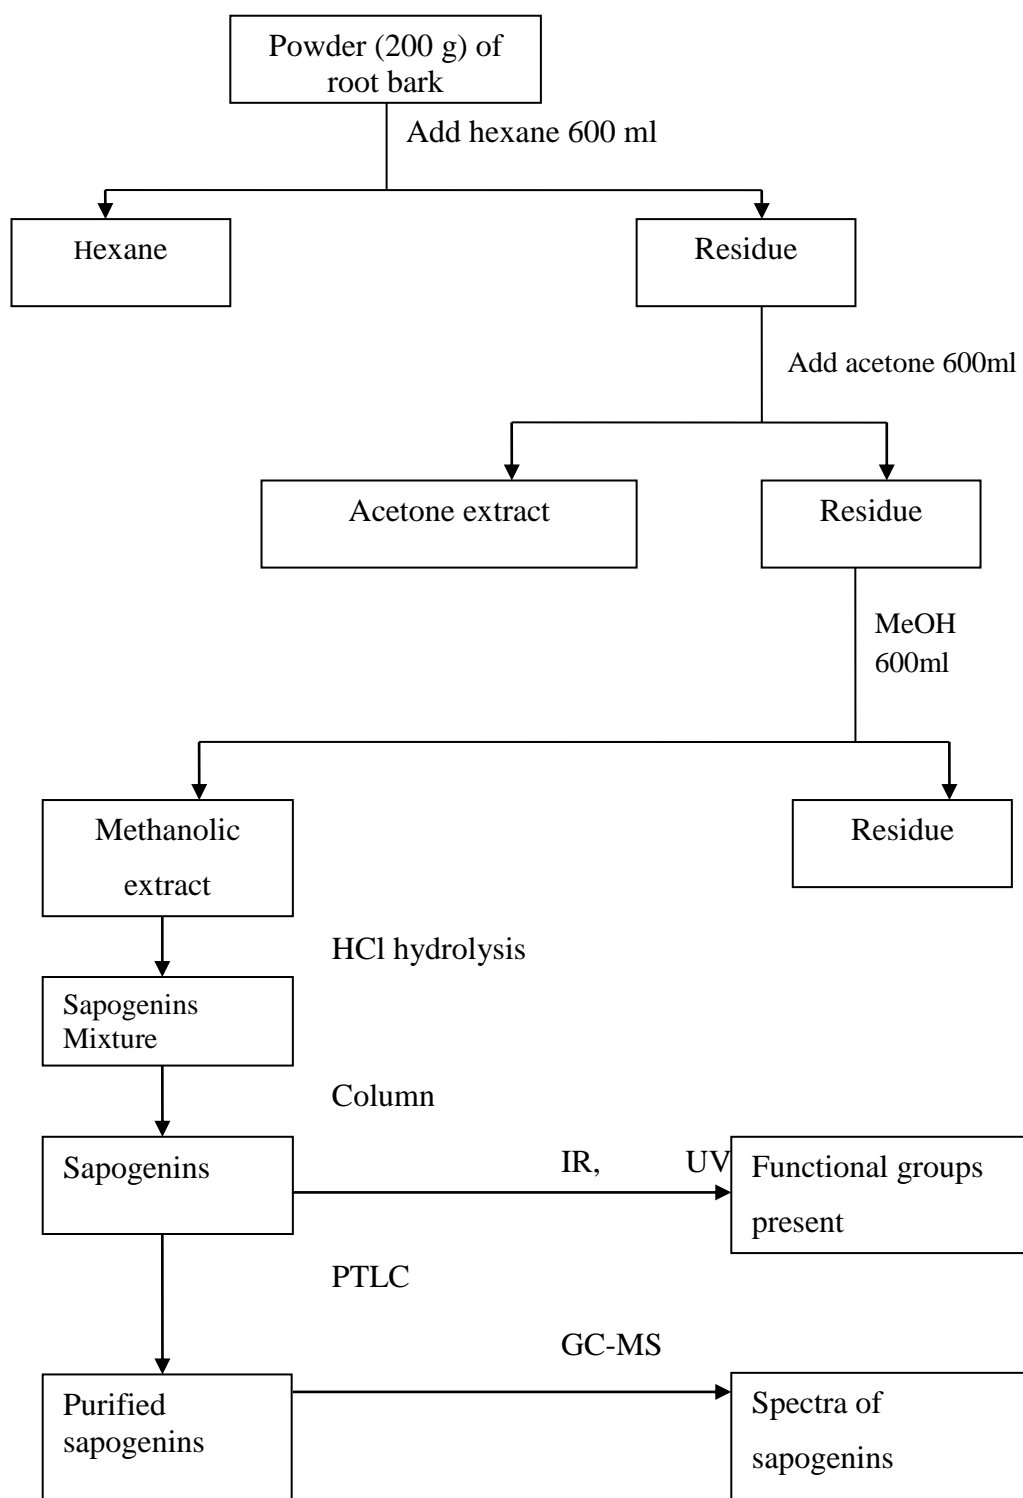 Powder (200 g) of
root bark
Add hexane 600 ml
Hexane
Residue
Add acetone 600ml
Acetone extract
Residue
MeOH
600ml
Methanolic
extract
Residue
HCl hydrolysis
Sapogenins
Mixture
Column
Sapogenins
IR, UV
Functional groups
present
PTLC
GC-MS
Purified
sapogenins
Spectra of
sapogenins